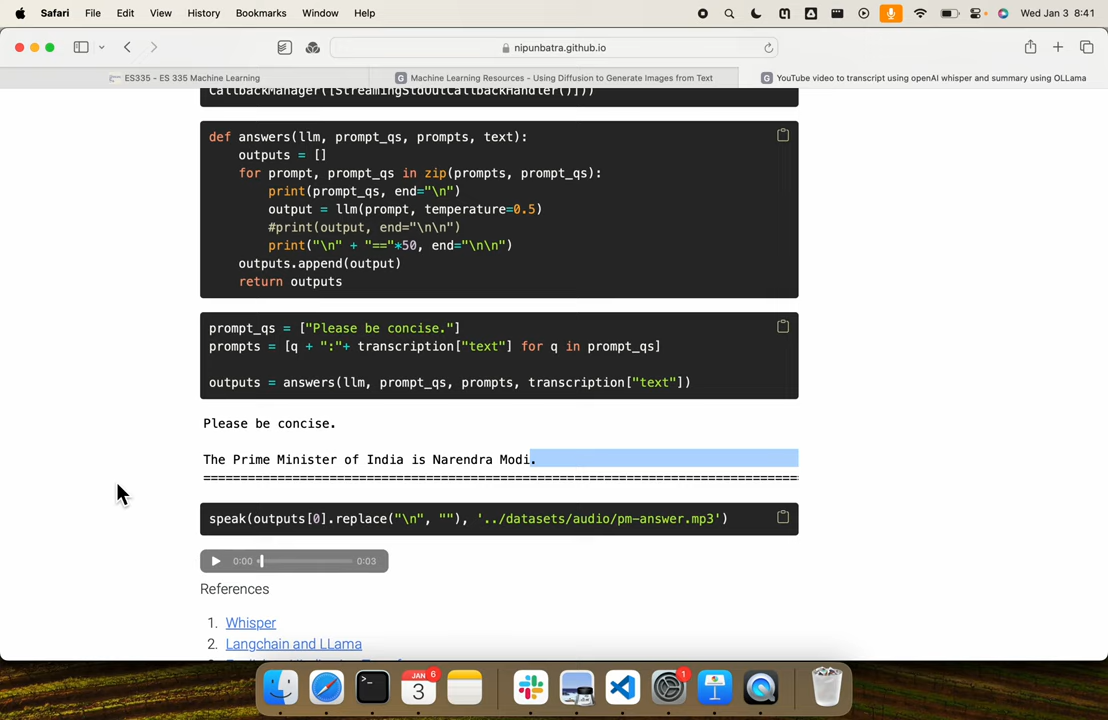 Safari File Edit View History Bookmarks Window Help Wed Jan 3 8:41
nipunbatra.github.io
ES335 - ES 335 Machine Learning
Machine Learning Resources - Using Diffusion to Generate Images from Text
YouTube video to transcript using openAI whisper and summary using OLLama
CallbackManager([StreamingStdOutCallbackHandler()]))
def answers(llm, prompt_qs, prompts, text):
outputs = []
for prompt, prompt_qs in zip(prompts, prompt_qs):
print(prompt_qs, end="\n")
output = llm(prompt, temperature=0.5)
#print(output, end="\n\n")
print("\n" + "=="*50, end="\n\n")
outputs.append(output)
return outputs
prompt_qs = ["Please be concise."]
prompts = [q + ":"+ transcription["text"] for q in prompt_qs]
outputs = answers(llm, prompt_qs, prompts, transcription["text"])
Please be concise.
The Prime Minister of India is Narendra Modi.
================================================================================
speak(outputs[0].replace("\n", ""), '../datasets/audio/pm-answer.mp3')
0:00 0:03
References
1. Whisper
2. Langchain and LLama
JAN 6
3
1